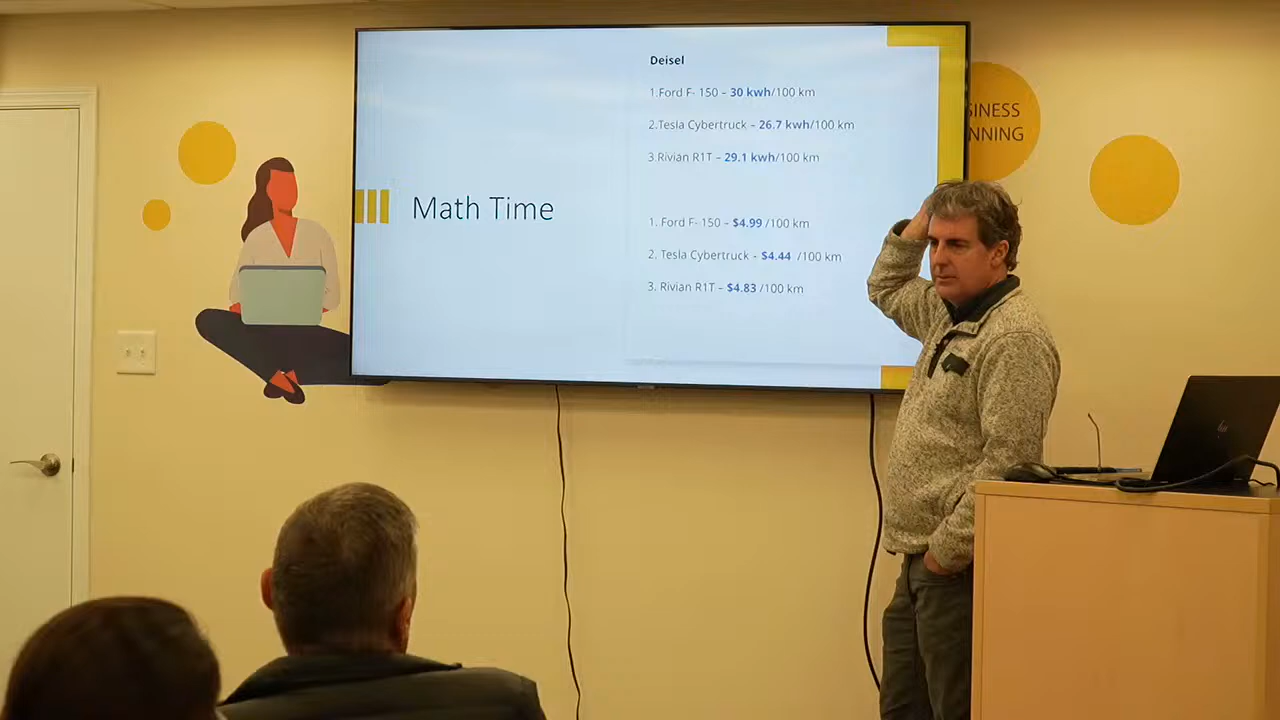 Math Time
Deisel
1.Ford F- 150 – 30 kwh/100 km
2.Tesla Cybertruck – 26.7 kwh/100 km
3.Rivian R1T – 29.1 kwh/100 km
1. Ford F- 150 – $4.99 /100 km
2. Tesla Cybertruck - $4.44 /100 km
3. Rivian R1T – $4.83 /100 km
INESS
NNING